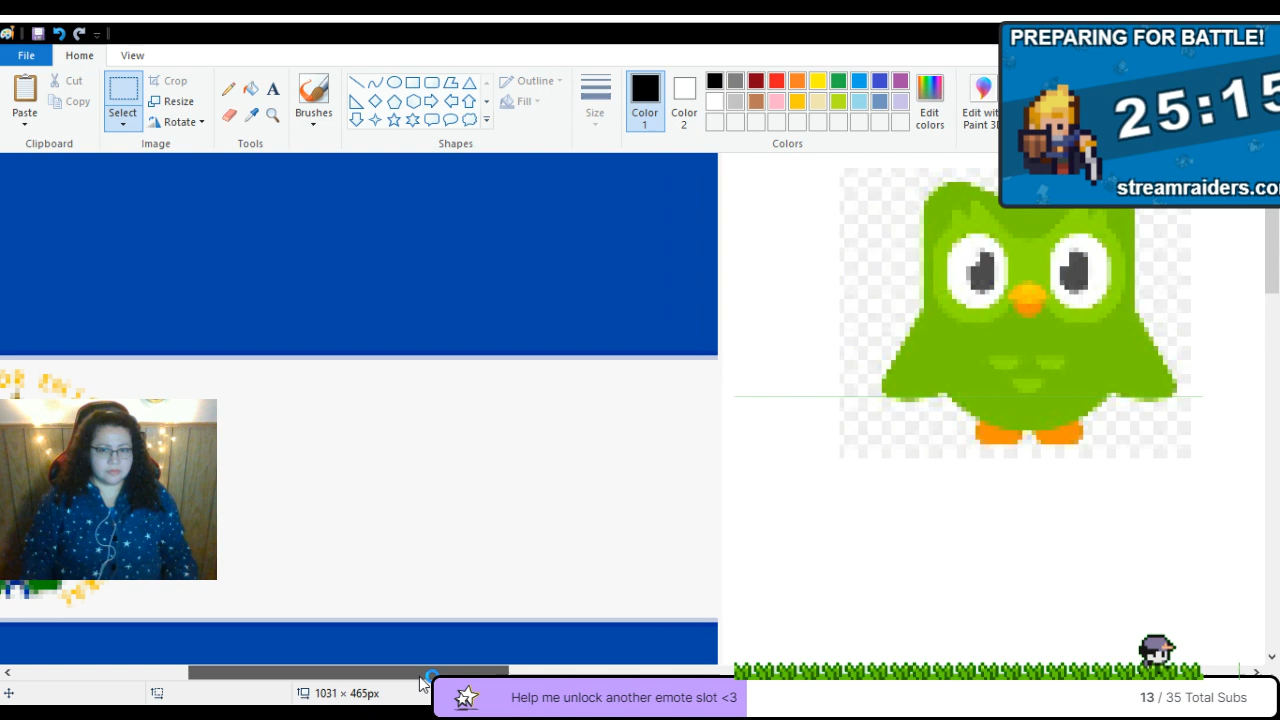 PREPARING FOR BATTLE!
25:15
streamraiders.co
File
Home
View
Paste
Cut
Copy
Clipboard
Select
Crop
Resize
Rotate
Image
A
Tools
Brushes
Outline
Fill
Shapes
Size
Color 1
Color 2
Colors
Edit colors
Edit with Paint 3D
1031 × 465px
Help me unlock another emote slot <3
13 / 35 Total Subs